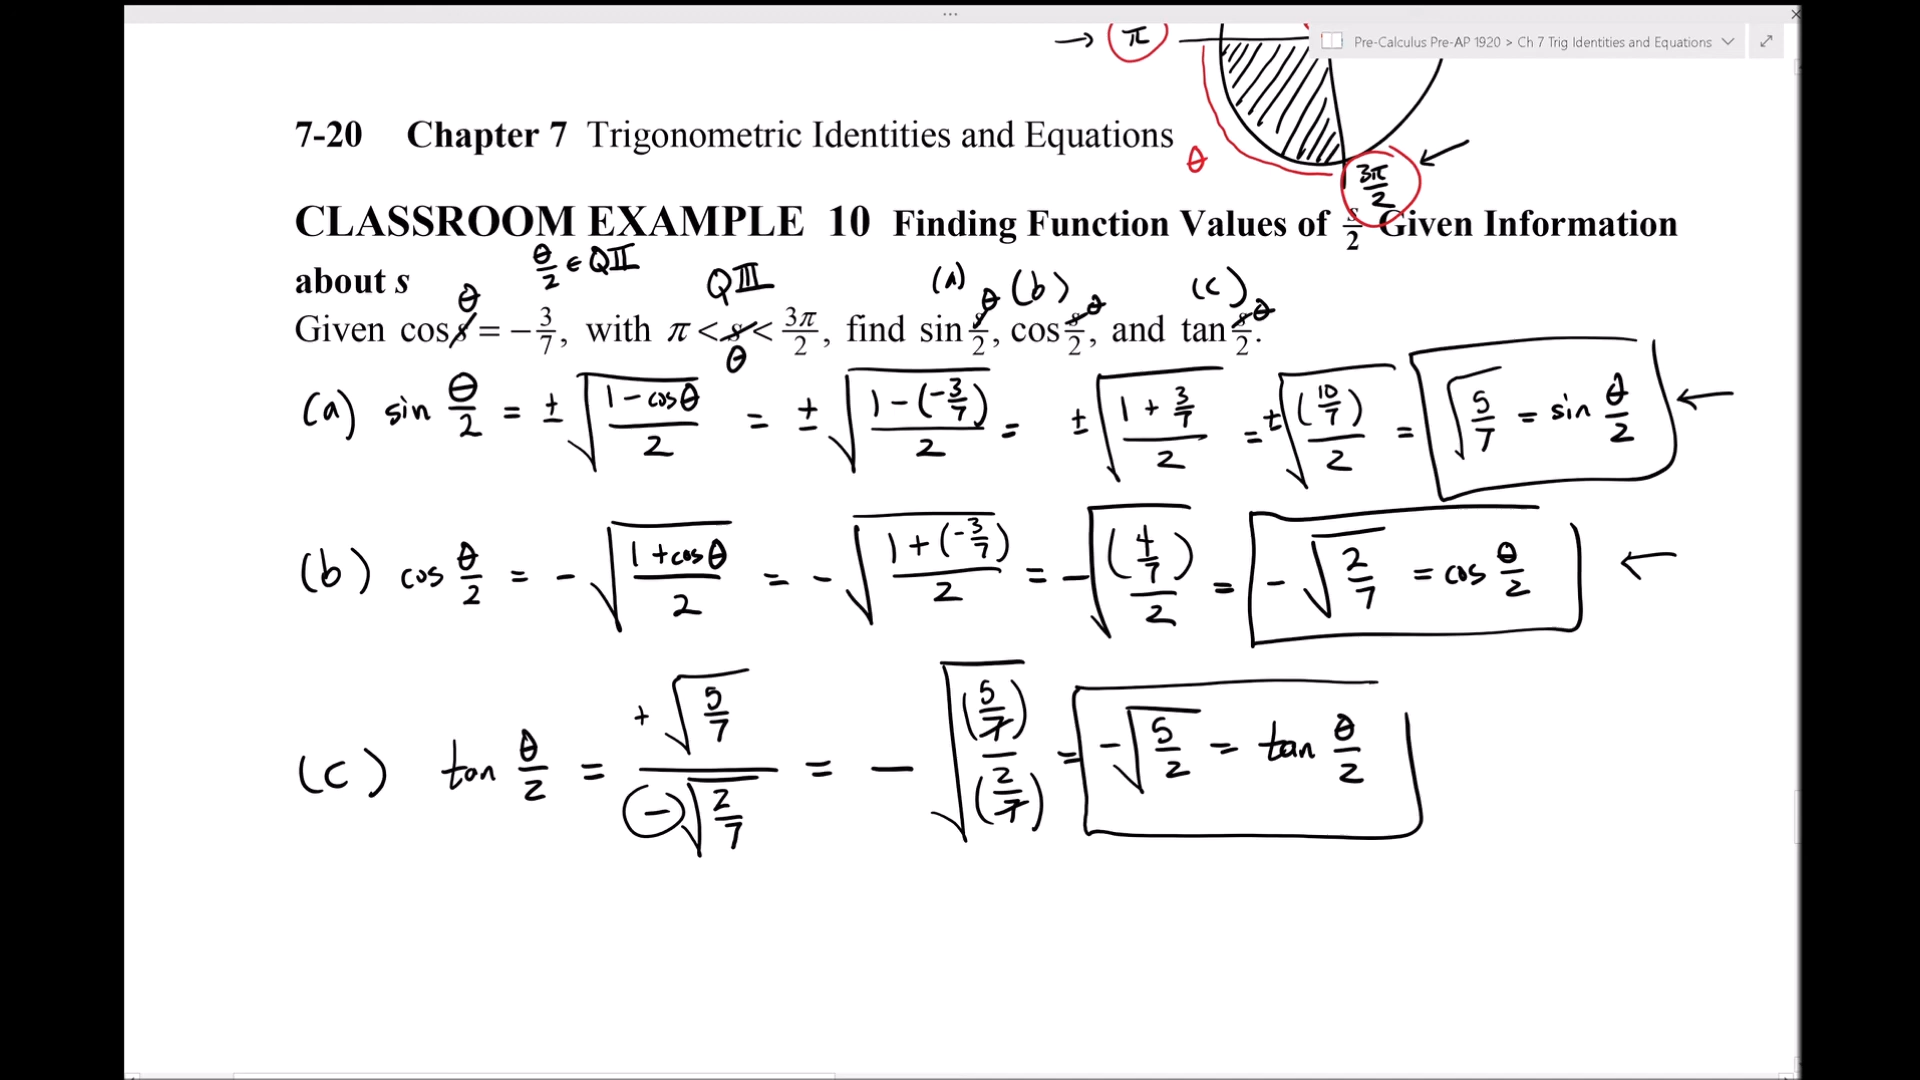 → π
Pre-Calculus Pre-AP 1920 > Ch 7 Trig Identities and Equations
7-20 Chapter 7 Trigonometric Identities and Equations
θ
3π/2
CLASSROOM EXAMPLE 10 Finding Function Values of s/2 Given Information
θ/2 ∈ QII
about s
θ QIII (a) θ (b) θ (c) θ
Given cos s = −3/7, with π < s < 3π/2, find sin s/2, cos s/2, and tan s/2.
θ
(a) sin θ/2 = ± √((1 − cosθ)/2) = ± √((1 − (−3/7))/2) = ± √((1 + 3/7)/2) = ± √((10/7)/2) = √(5/7) = sin θ/2 ←
(b) cos θ/2 = − √((1 + cosθ)/2) = − √((1 + (−3/7))/2) = − √((4/7)/2) = − √(2/7) = cos θ/2 ←
(c) tan θ/2 = +√(5/7) / −√(2/7) = − √((5/7)/(2/7)) = − √(5/2) = tan θ/2